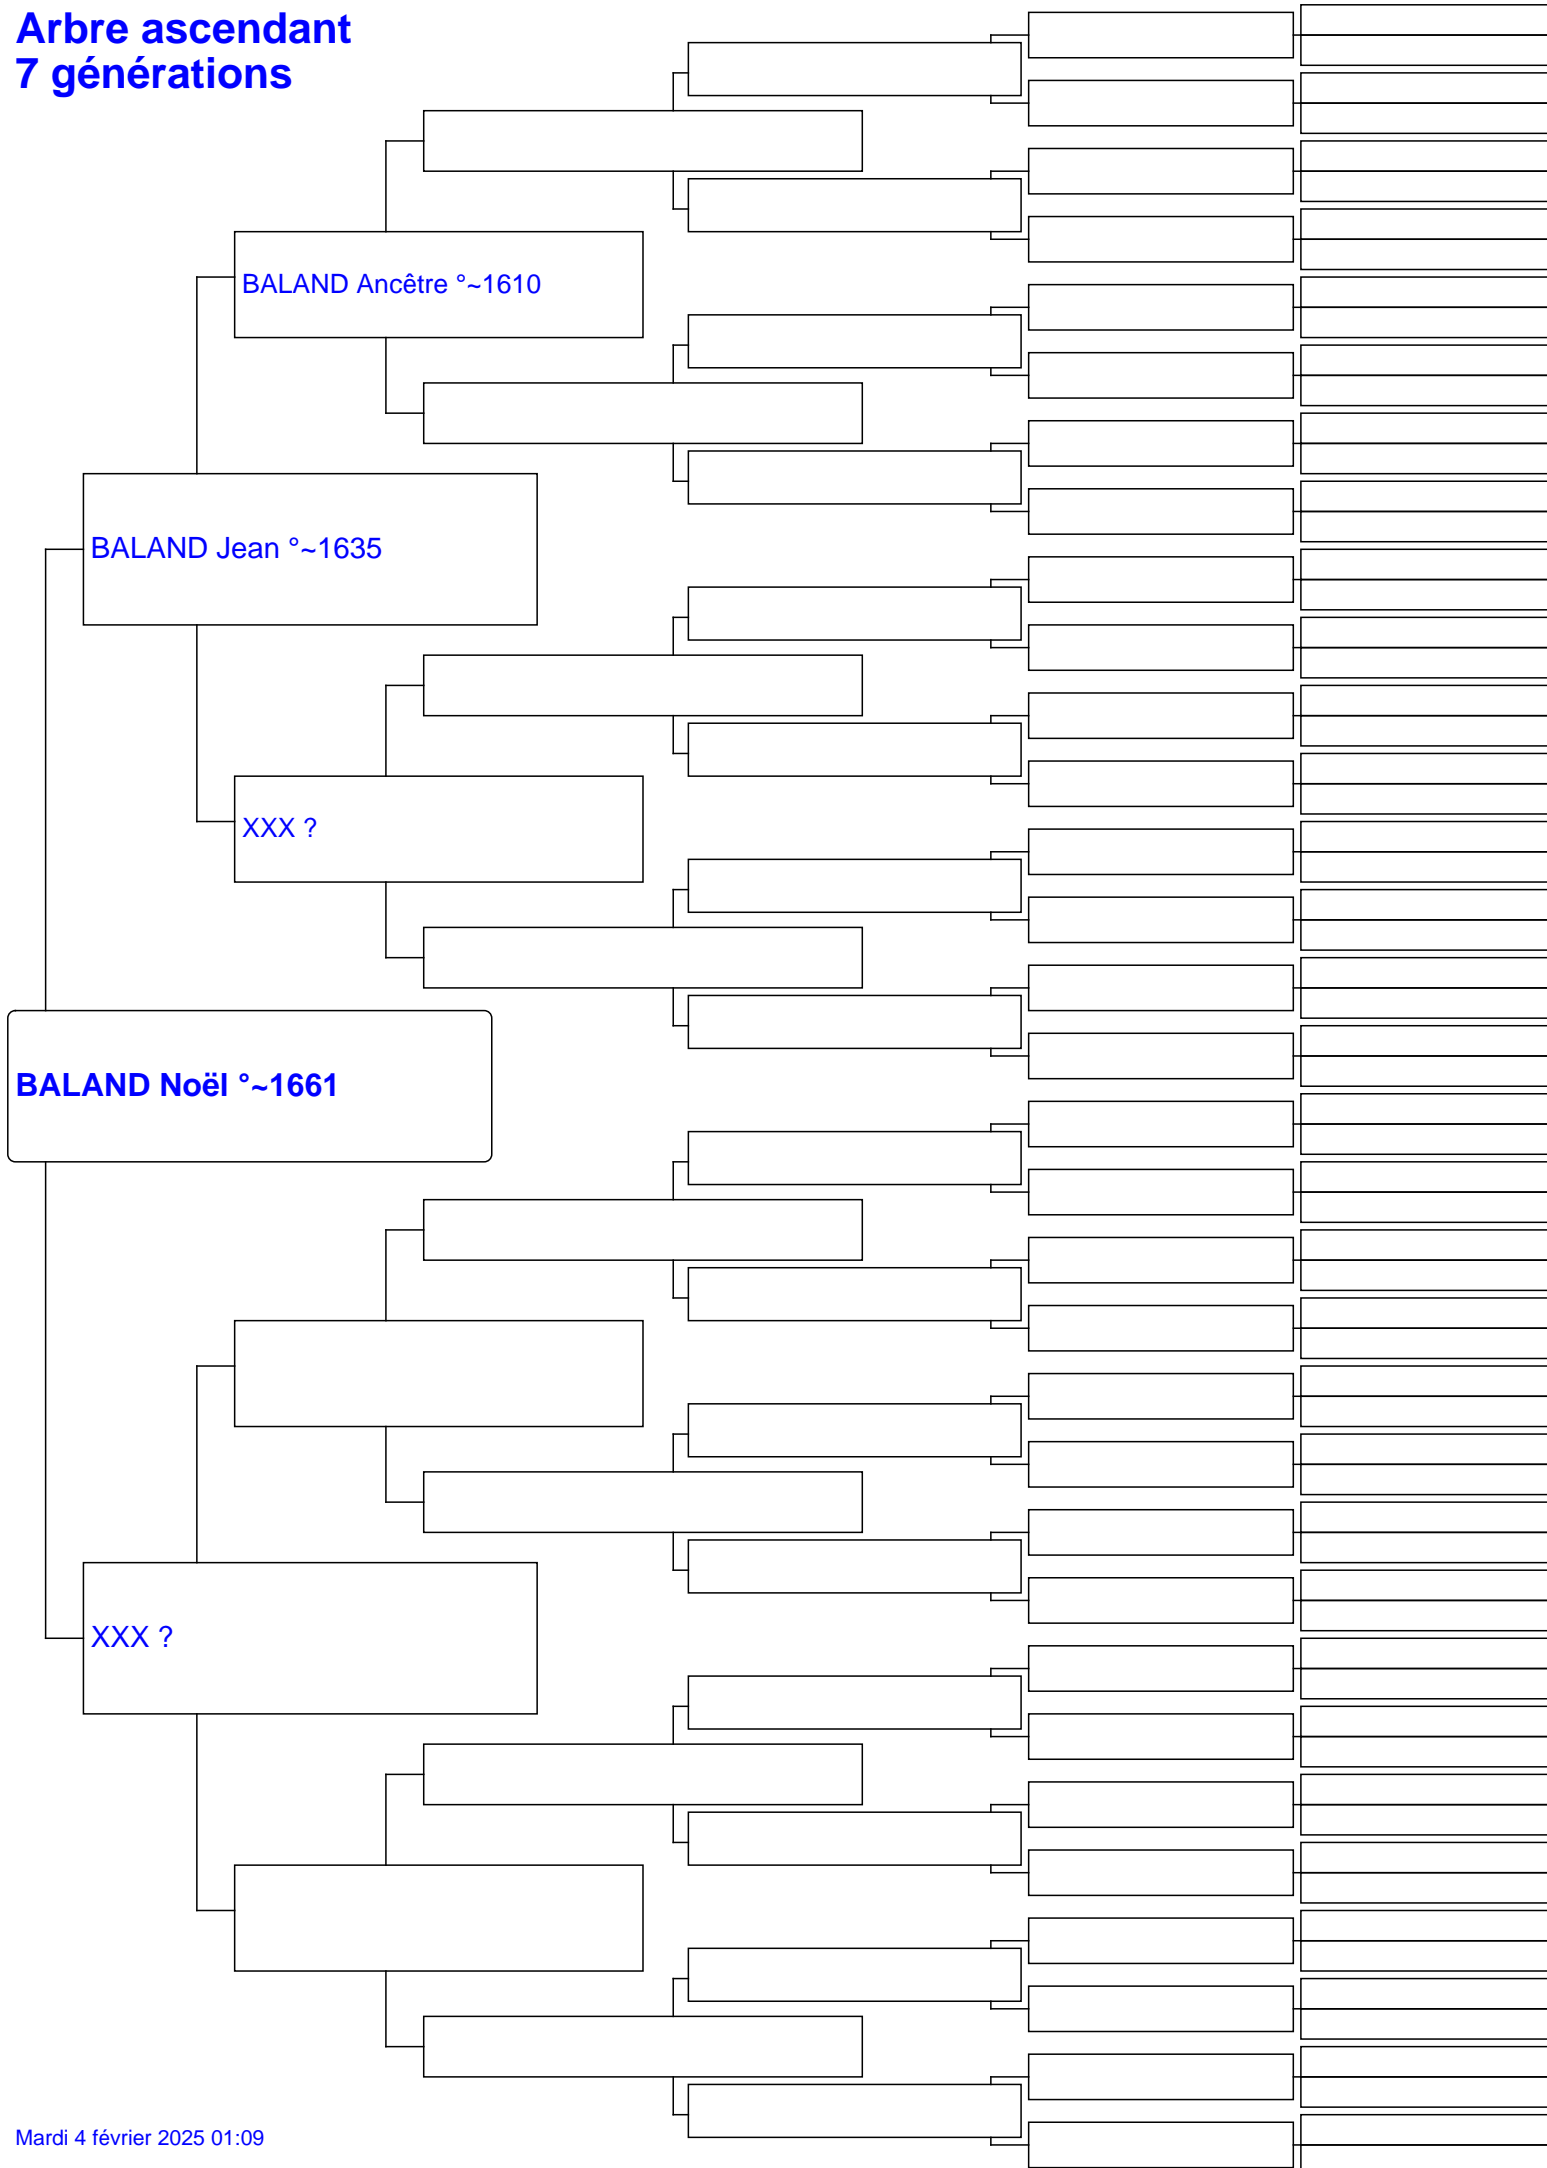 Arbre ascendant
7 générations
BALAND Ancêtre °~1610
BALAND Jean °~1635
XXX ?
BALAND Noël °~1661
XXX ?
Mardi 4 février 2025 01:09